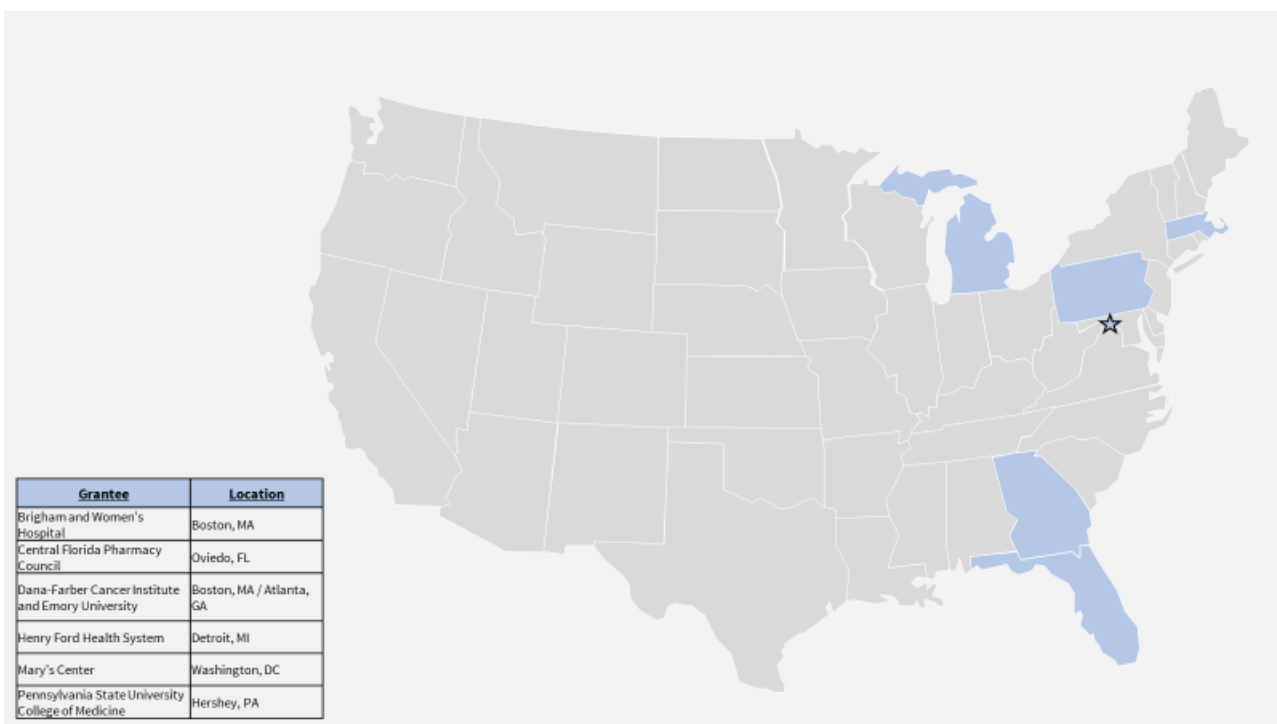 Grantee Location
Brigham and Women's
Hospital
Boston, MA
Central Florida Pharmacy
Council
Oviedo, FL
Dana-Farber Cancer Institute
and Emory University
Boston, MA / Atlanta,
GA
Henry Ford Health System
Detroit, MI
Mary's Center
Washington, DC
Pennsylvania State University
College of Medicine
Hershey, PA